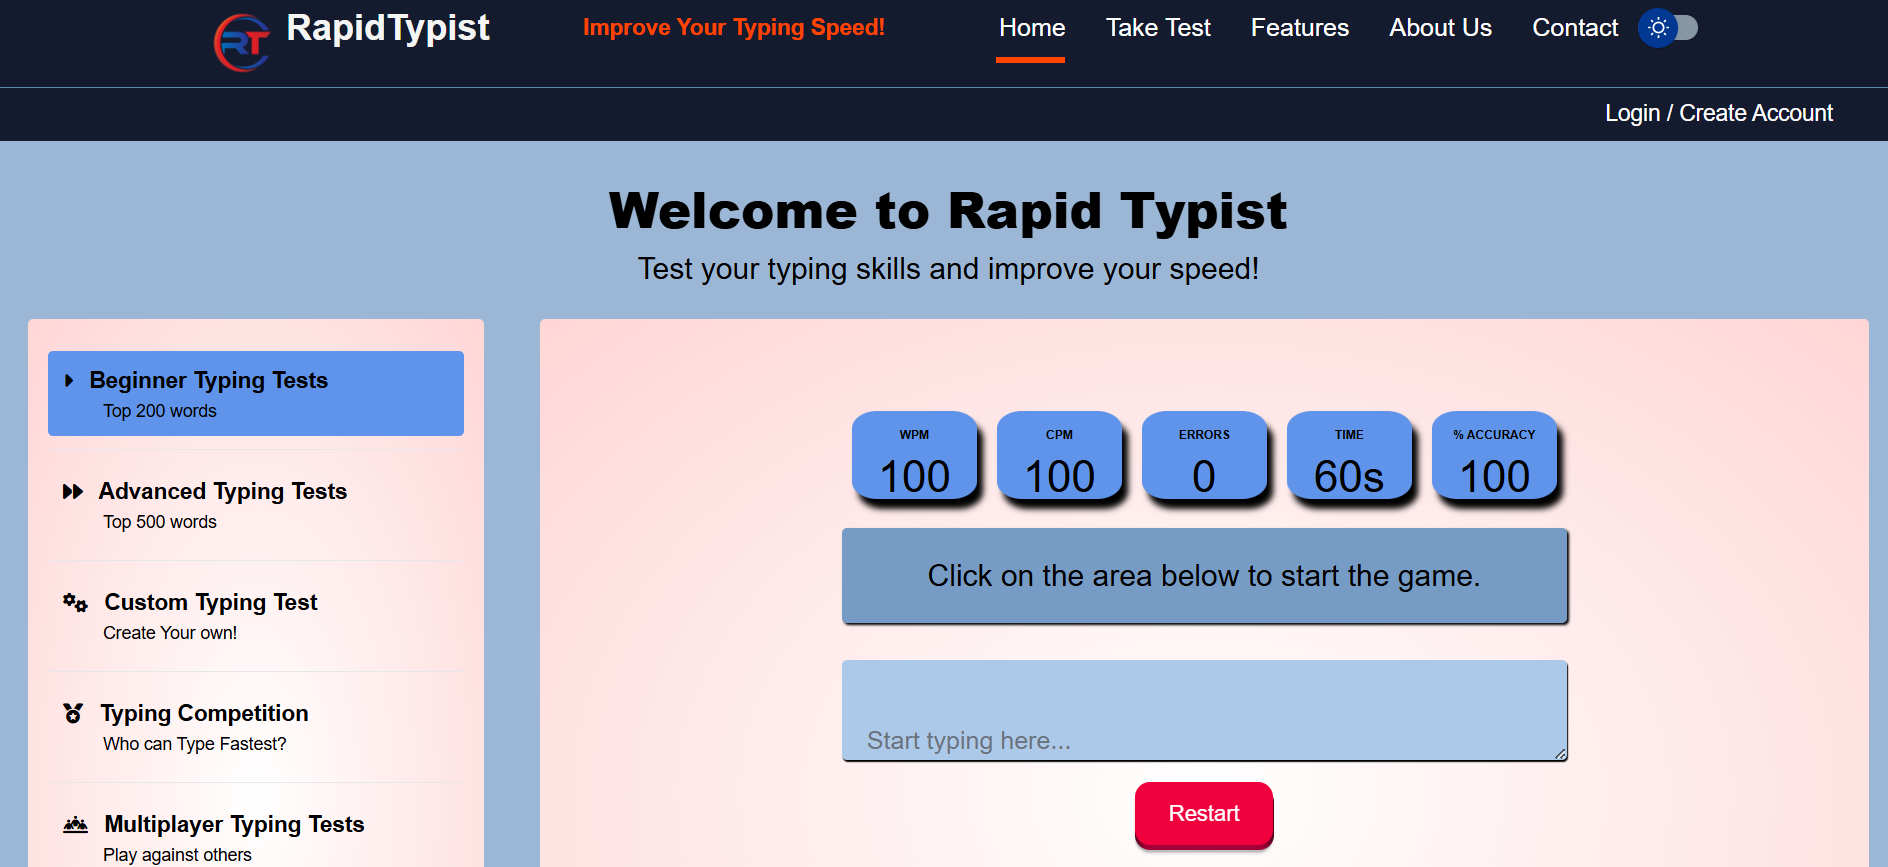 RT
RapidTypist
Improve Your Typing Speed!
Home
Take Test
Features
About Us
Contact
Login / Create Account
Welcome to Rapid Typist
Test your typing skills and improve your speed!
Beginner Typing Tests
Top 200 words
Advanced Typing Tests
Top 500 words
Custom Typing Test
Create Your own!
Typing Competition
Who can Type Fastest?
Multiplayer Typing Tests
Play against others
WPM
100
CPM
100
ERRORS
0
TIME
60s
% ACCURACY
100
Click on the area below to start the game.
Start typing here...
Restart